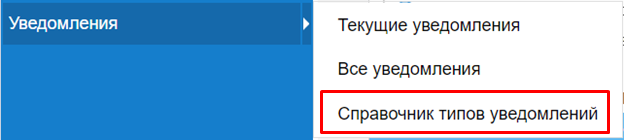 Уведомления
Текущие уведомления
Все уведомления
Справочник типов уведомлений